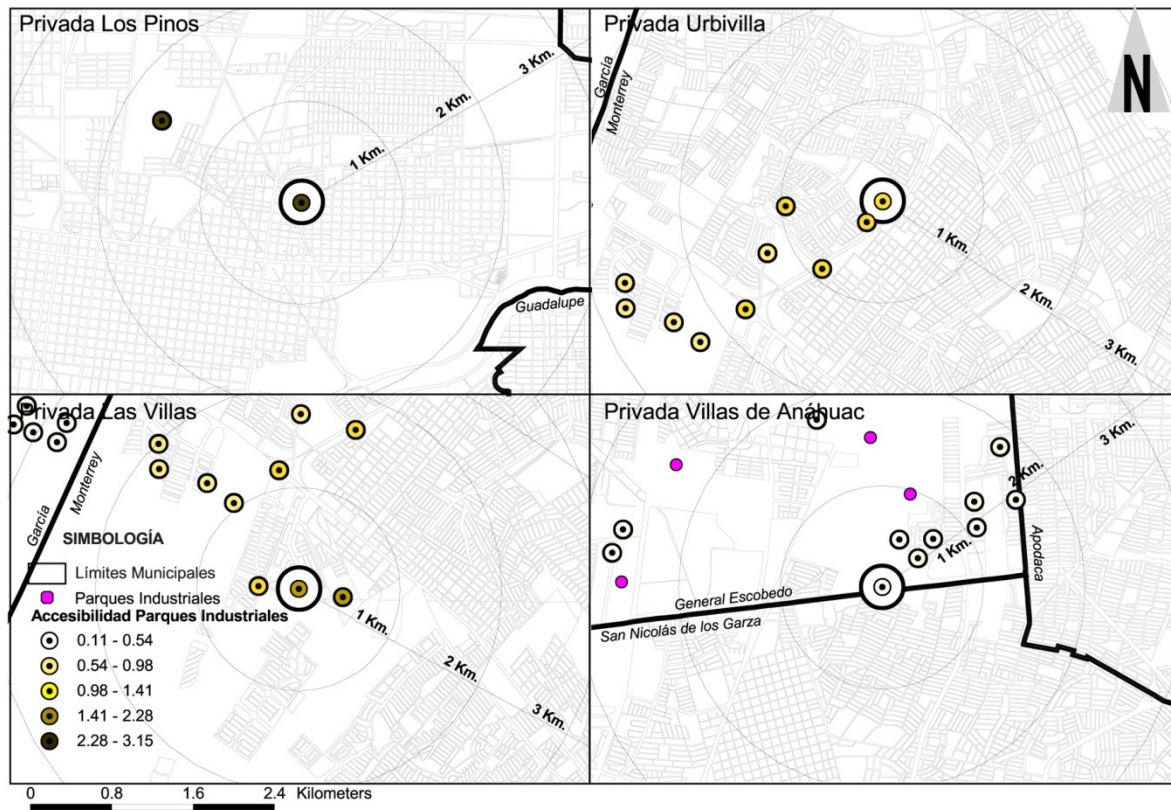 Privada Los Pinos
3 Km.
2 Km.
1 Km.
Guadalupe
Privada Urbivilla
García
Monterrey
N
1 Km.
2 Km.
3 Km.
Privada Las Villas
García
Monterrey
SIMBOLOGÍA
Límites Municipales
Parques Industriales
Accesibilidad Parques Industriales
0.11 - 0.54
0.54 - 0.98
0.98 - 1.41
1.41 - 2.28
2.28 - 3.15
1 Km.
2 Km.
3 Km.
Privada Villas de Anáhuac
3 Km.
2 Km.
1 Km.
Apodaca
General Escobedo
San Nicolás de los Garza
0 0.8 1.6 2.4 Kilometers